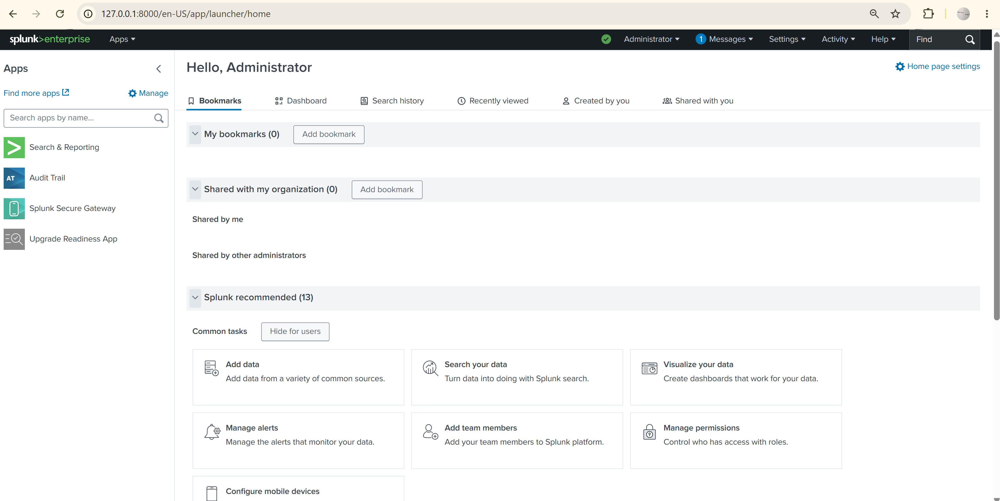 127.0.0.1:8000/en-US/app/launcher/home
splunk>enterprise
Apps
Administrator
1 Messages
Settings
Activity
Help
Find
Apps
Find more apps
Manage
Search apps by name...
Search & Reporting
AT
Audit Trail
Splunk Secure Gateway
Upgrade Readiness App
Hello, Administrator
Home page settings
Bookmarks
Dashboard
Search history
Recently viewed
Created by you
Shared with you
My bookmarks (0)
Add bookmark
Shared with my organization (0)
Add bookmark
Shared by me
Shared by other administrators
Splunk recommended (13)
Common tasks
Hide for users
Add data
Add data from a variety of common sources.
Search your data
Turn data into doing with Splunk search.
Visualize your data
Create dashboards that work for your data.
Manage alerts
Manage the alerts that monitor your data.
Add team members
Add your team members to Splunk platform.
Manage permissions
Control who has access with roles.
Configure mobile devices